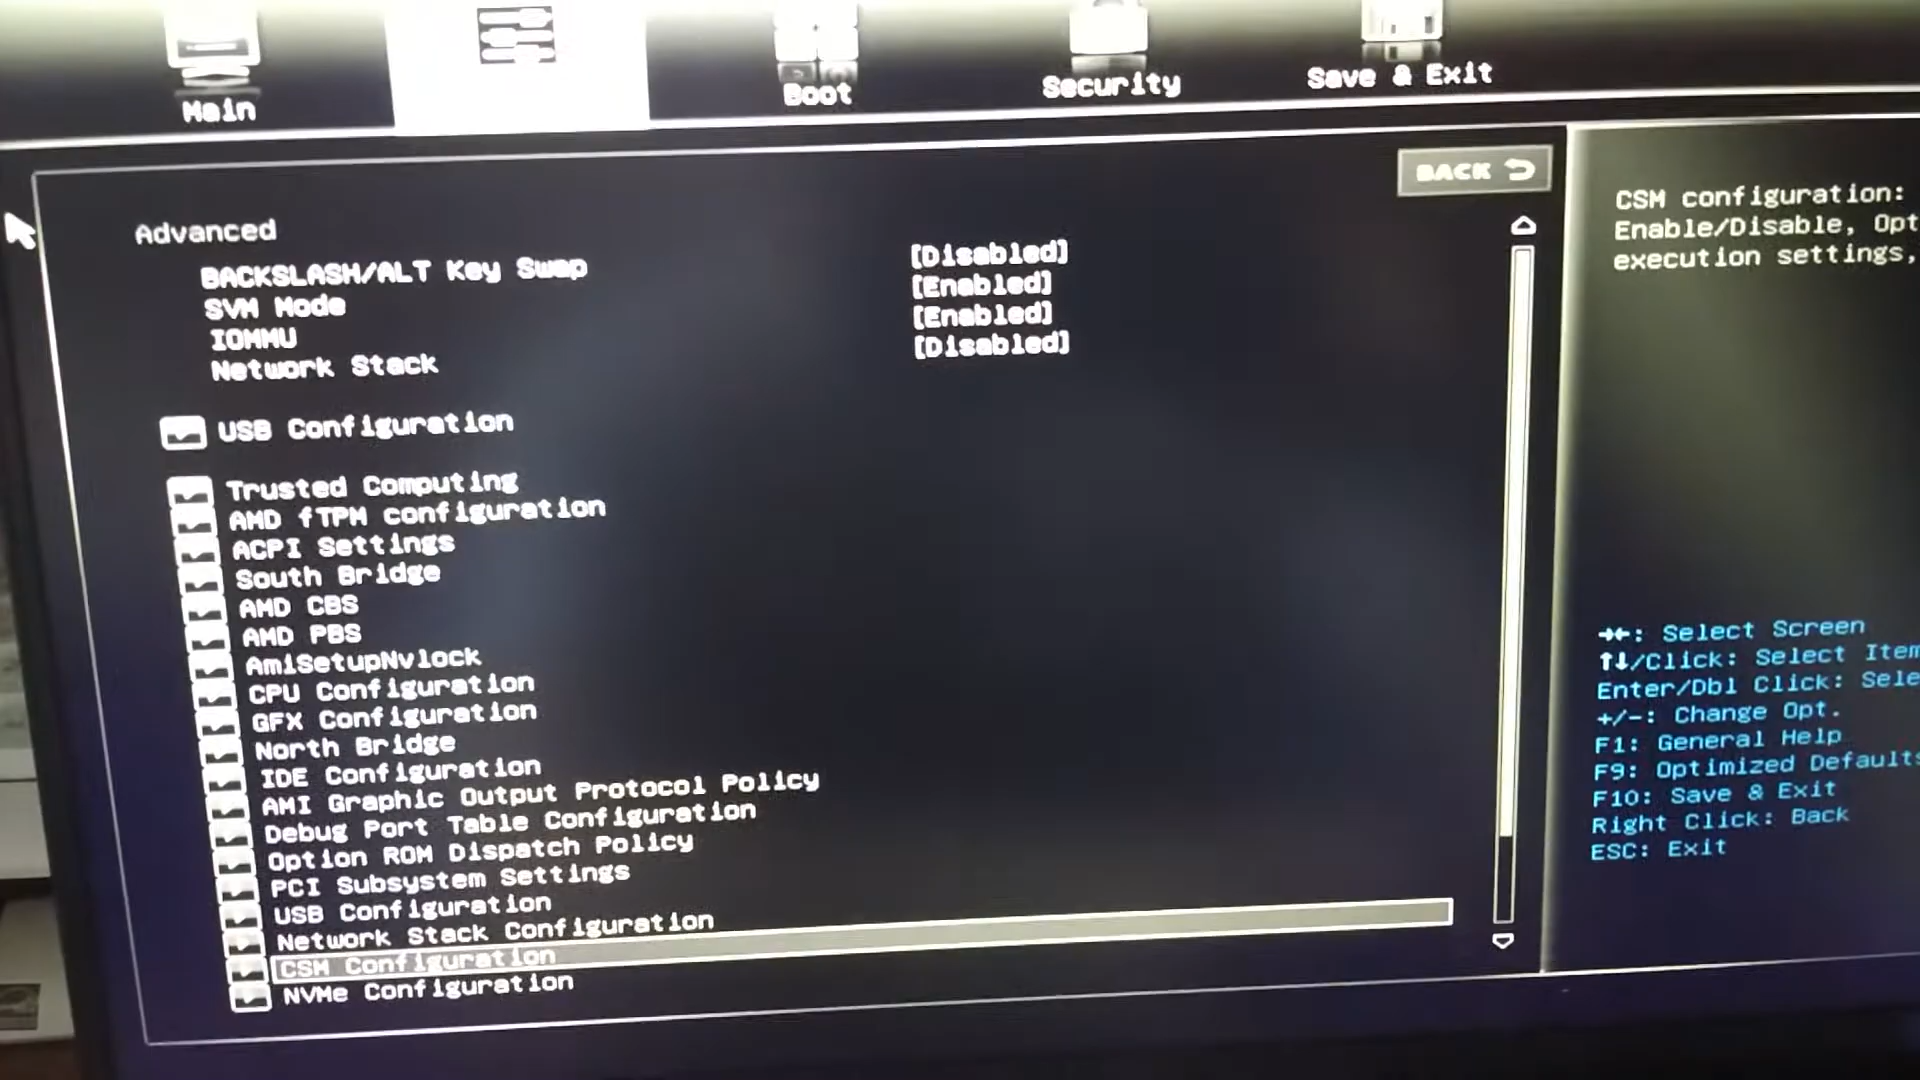 Main
Boot
Security
Save & Exit
BACK
Advanced
BACKSLASH/ALT Key Swap [Disabled]
SVM Mode [Enabled]
IOMMU [Enabled]
Network Stack [Disabled]
USB Configuration
Trusted Computing
AMD fTPM configuration
ACPI Settings
South Bridge
AMD CBS
AMD PBS
AmiSetupNvlock
CPU Configuration
GFX Configuration
North Bridge
IDE Configuration
AMI Graphic Output Protocol Policy
Debug Port Table Configuration
Option ROM Dispatch Policy
PCI Subsystem Settings
USB Configuration
Network Stack Configuration
CSM Configuration
NVMe Configuration
CSM configuration:
Enable/Disable, Opt
execution settings,
→←: Select Screen
↑↓/Click: Select Item
Enter/Dbl Click: Sele
+/-: Change Opt.
F1: General Help
F9: Optimized Defaults
F10: Save & Exit
Right Click: Back
ESC: Exit